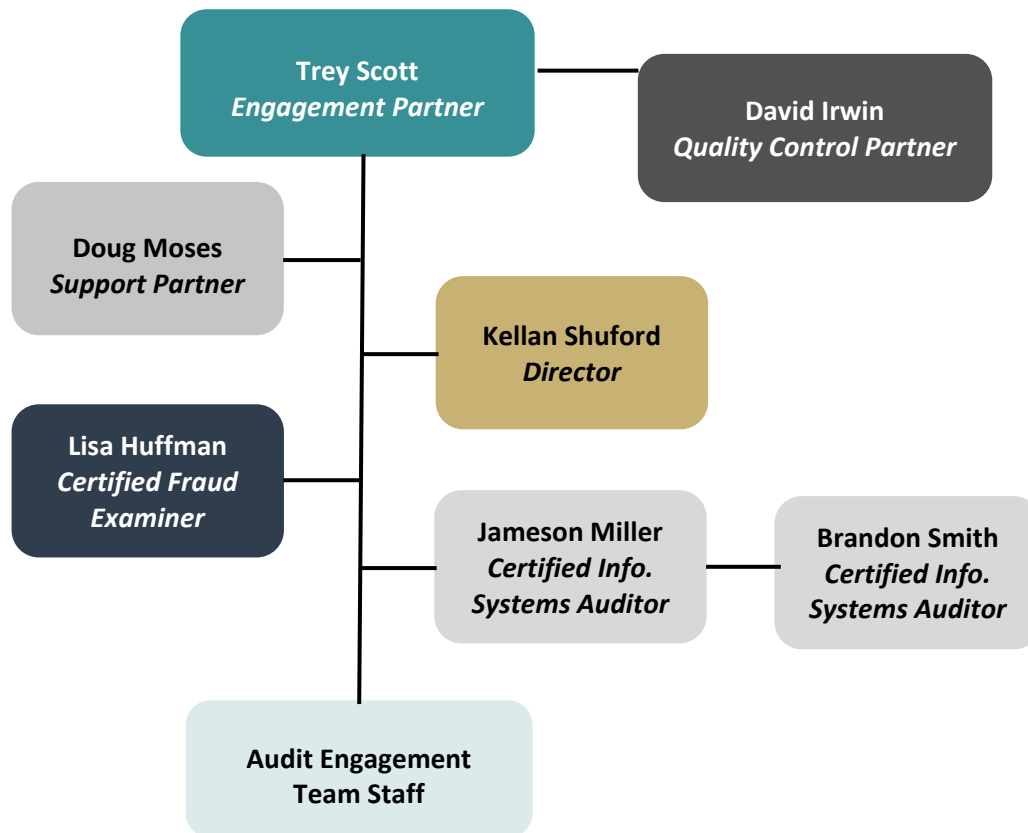 Trey Scott
Engagement Partner
David Irwin
Quality Control Partner
Doug Moses
Support Partner
Kellan Shuford
Director
Lisa Huffman
Certified Fraud
Examiner
Jameson Miller
Certified Info.
Systems Auditor
Brandon Smith
Certified Info.
Systems Auditor
Audit Engagement
Team Staff